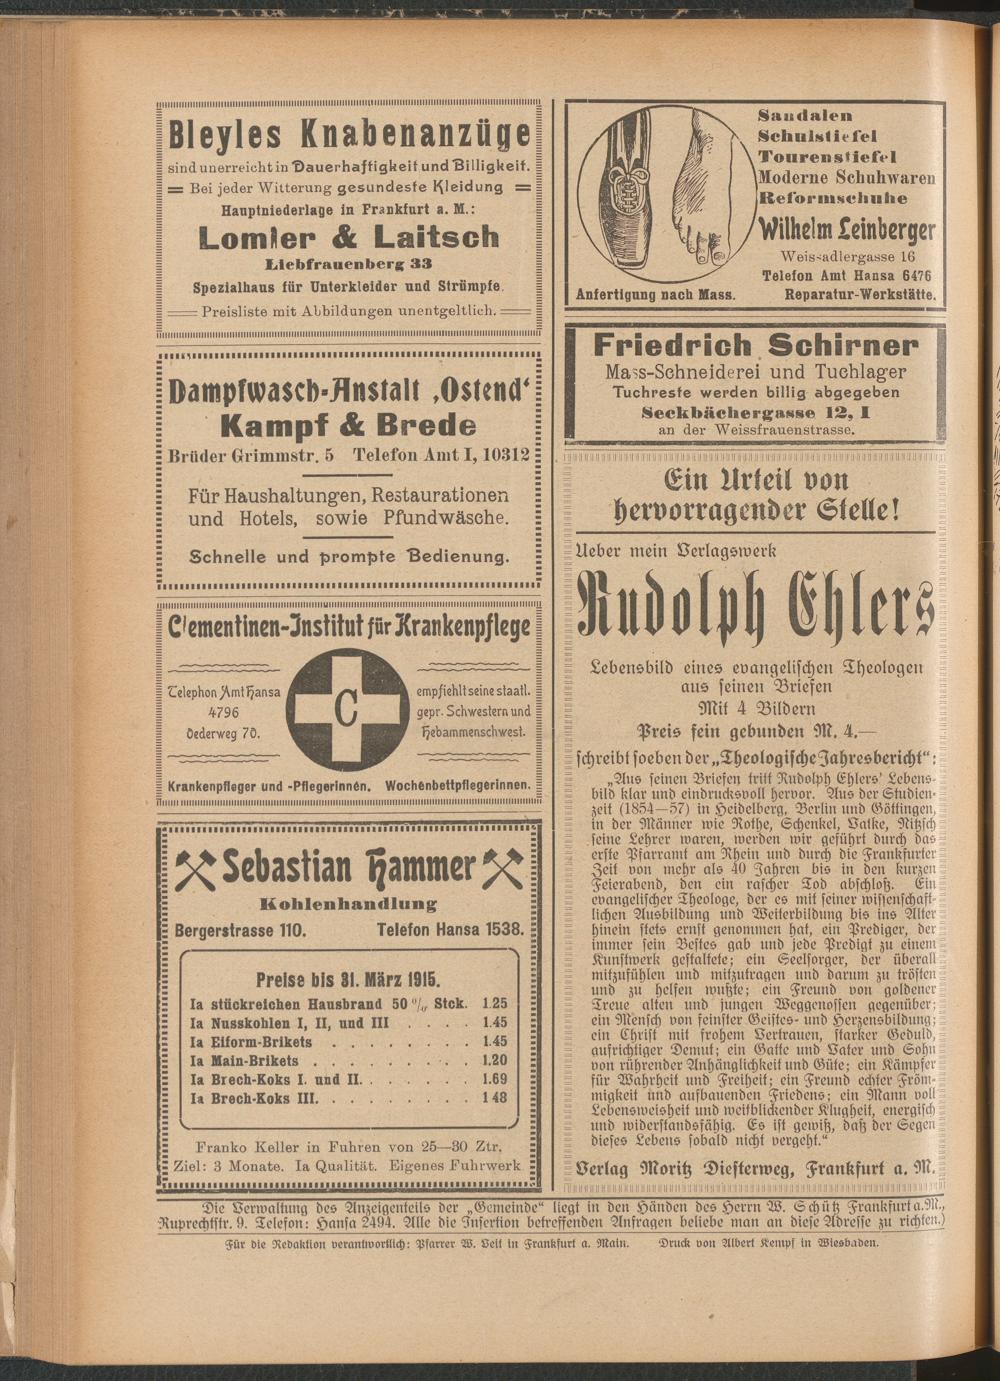 Bleyles Knabenanzüge
sind unerreicht in Dauerhaftigkeit und Billigkeit.
Bei jeder Witterung gesundeste Kleidung
Hauptniederlage in Frankfurt a. M.:
Lomler & Laitsch
Liebfrauenberg 33
Spezialhaus für Unterkleider und Strümpfe.
Preisliste mit Abbildungen unentgeltlich.
Dampfwasch-Anstalt ‚Ostend‘
Kampf & Brede
Brüder Grimmstr. 5 Telefon Amt I, 10312
Für Haushaltungen, Restaurationen
und Hotels, sowie Pfundwäsche.
Schnelle und prompte Bedienung.
Clementinen-Institut für Krankenpflege
Telephon Amt Hansa
4796
Oederweg 70.
C
empfiehlt seine staatl.
gepr. Schwestern und
Hebammenschwest.
Krankenpfleger und -Pflegerinnen. Wochenbettpflegerinnen.
Sebastian Hammer
Kohlenhandlung
Bergerstrasse 110. Telefon Hansa 1538.
Preise bis 31. März 1915.
Ia stückreichen Hausbrand 50 % Stck. 1.25
Ia Nusskohlen I, II, und III . . . . 1.45
Ia Eiform-Brikets . . . . . . . . 1.45
Ia Main-Brikets . . . . . . . . . 1.20
Ia Brech-Koks I. und II. . . . . . . 1.69
Ia Brech-Koks III. . . . . . . . . 1 48
Franko Keller in Fuhren von 25—30 Ztr.
Ziel: 3 Monate. Ia Qualität. Eigenes Fuhrwerk
Sandalen
Schulstiefel
Tourenstiefel
Moderne Schuhwaren
Reformschuhe
Wilhelm Leinberger
Weissadlergasse 16
Telefon Amt Hansa 6476
Anfertigung nach Mass. Reparatur-Werkstätte.
Friedrich Schirner
Mass-Schneiderei und Tuchlager
Tuchreste werden billig abgegeben
Seckbächergasse 12, I
an der Weissfrauenstrasse.
Ein Urteil von
hervorragender Stelle!
Ueber mein Verlagswerk
Rudolph Ehlers
Lebensbild eines evangelischen Theologen
aus seinen Briefen
Mit 4 Bildern
Preis fein gebunden M. 4.—
schreibt soeben der „Theologische Jahresbericht“:
„Aus seinen Briefen tritt Rudolph Ehlers' Lebens-
bild klar und eindrucksvoll hervor. Aus der Studien-
zeit (1854—57) in Heidelberg, Berlin und Göttingen,
in der Männer wie Rothe, Schenkel, Vatke, Nitzsch
seine Lehrer waren, werden wir geführt durch das
erste Pfarramt am Rhein und durch die Frankfurter
Zeit von mehr als 40 Jahren bis in den kurzen
Feierabend, den ein rascher Tod abschloß. Ein
evangelischer Theologe, der es mit seiner wissenschaft-
lichen Ausbildung und Weiterbildung bis ins Alter
hinein stets ernst genommen hat, ein Prediger, der
immer sein Bestes gab und jede Predigt zu einem
Kunstwerk gestaltete; ein Seelsorger, der überall
mitzufühlen und mitzutragen und darum zu trösten
und zu helfen wußte; ein Freund von goldener
Treue alten und jungen Weggenossen gegenüber;
ein Mensch von feinster Geistes- und Herzensbildung;
ein Christ mit frohem Vertrauen, starker Geduld,
aufrichtiger Demut; ein Gatte und Vater und Sohn
von rührender Anhänglichkeit und Güte; ein Kämpfer
für Wahrheit und Freiheit; ein Freund echter Fröm-
migkeit und aufbauenden Friedens; ein Mann voll
Lebensweisheit und weitblickender Klugheit, energisch
und widerstandsfähig. Es ist gewiß, daß der Segen
dieses Lebens sobald nicht vergeht.“
Verlag Moritz Diesterweg, Frankfurt a. M.
Die Verwaltung des Anzeigenteils der „Gemeinde“ liegt in den Händen des Herrn W. Schütz Frankfurt a. M.,
Ruprechtstr. 9. Telefon: Hansa 2494. Alle die Insertion betreffenden Anfragen beliebe man an diese Adresse zu richten.)
Für die Redaktion verantwortlich: Pfarrer W. Veit in Frankfurt a. Main. Druck von Albert Kempf in Wiesbaden.